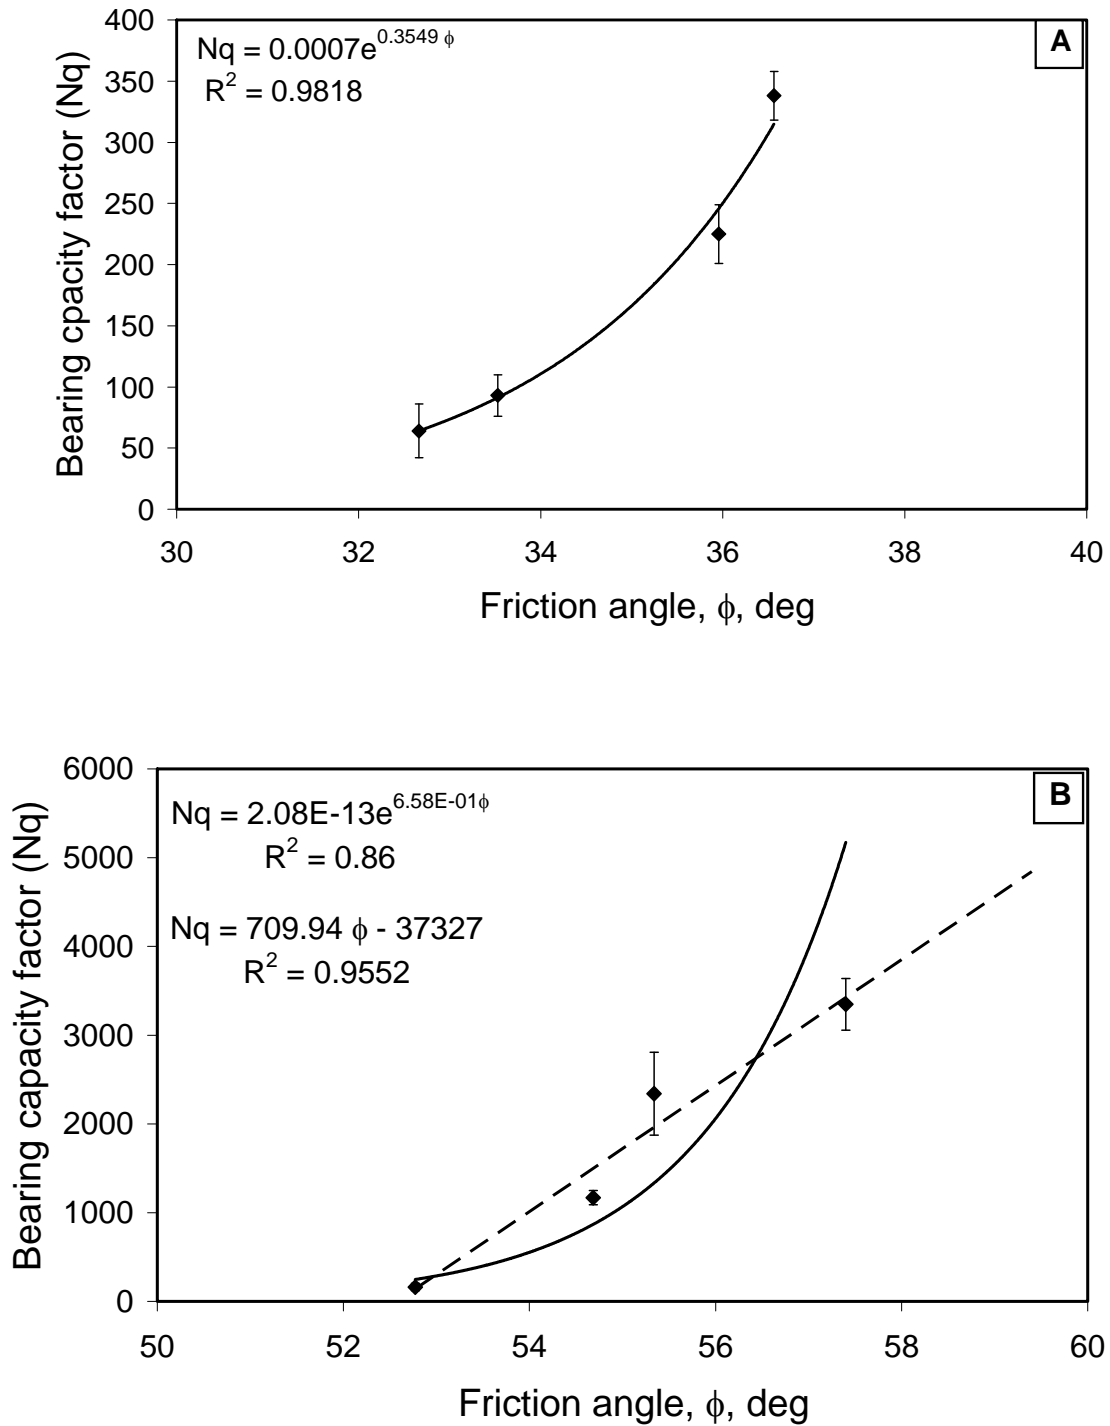 A
Nq = 0.0007e^0.3549 ϕ
R² = 0.9818
Bearing cpacity factor (Nq)
400
350
300
250
200
150
100
50
0
30 32 34 36 38 40
Friction angle, ϕ, deg
B
Nq = 2.08E-13e^6.58E-01ϕ
R² = 0.86
Nq = 709.94 ϕ - 37327
R² = 0.9552
Bearing capacity factor (Nq)
6000
5000
4000
3000
2000
1000
0
50 52 54 56 58 60
Friction angle, ϕ, deg